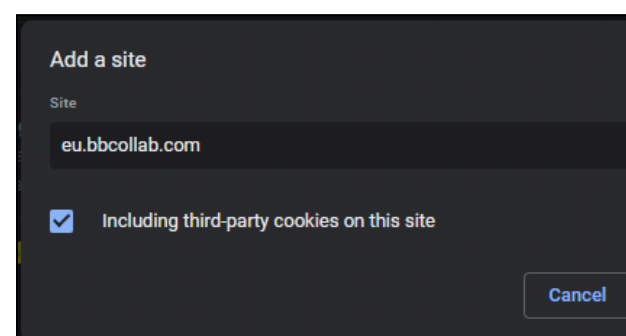 Add a site
Site
eu.bbcollab.com
Including third-party cookies on this site
Cancel